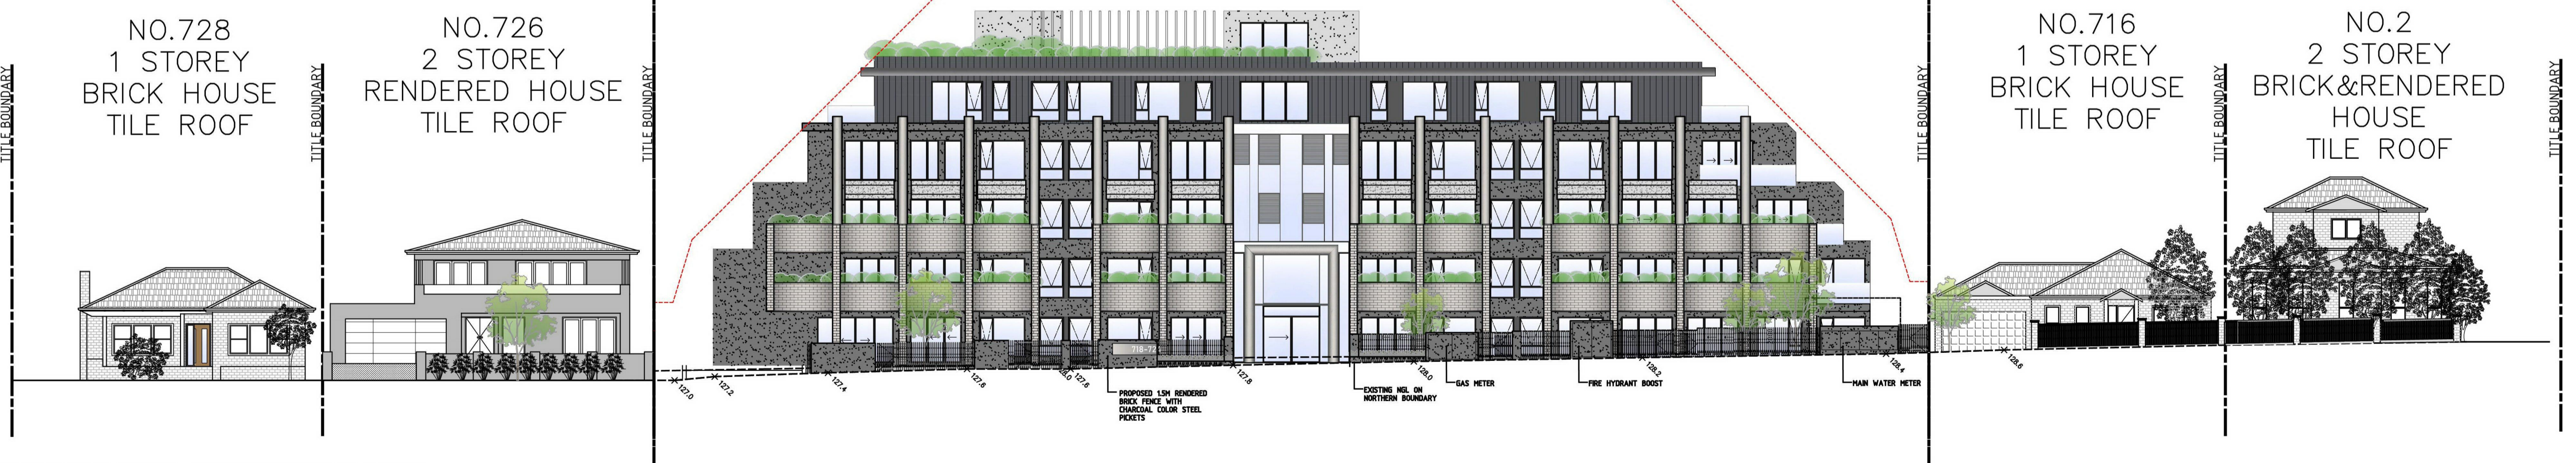 NO.728
1 STOREY
BRICK HOUSE
TILE ROOF
NO.726
2 STOREY
RENDERED HOUSE
TILE ROOF
NO.716
1 STOREY
BRICK HOUSE
TILE ROOF
NO.2
2 STOREY
BRICK&RENDERED
HOUSE
TILE ROOF
TITLE BOUNDARY
TITLE BOUNDARY
TITLE BOUNDARY
TITLE BOUNDARY
TITLE BOUNDARY
TITLE BOUNDARY
127.0
127.2
127.4
127.6
127.6
127.8
128.0
128.2
128.4
128.6
PROPOSED 1.5M RENDERED
BRICK FENCE WITH
CHARCOAL COLOR STEEL
PICKETS
EXISTING NGL ON
NORTHERN BOUNDARY
GAS METER
FIRE HYDRANT BOOST
MAIN WATER METER